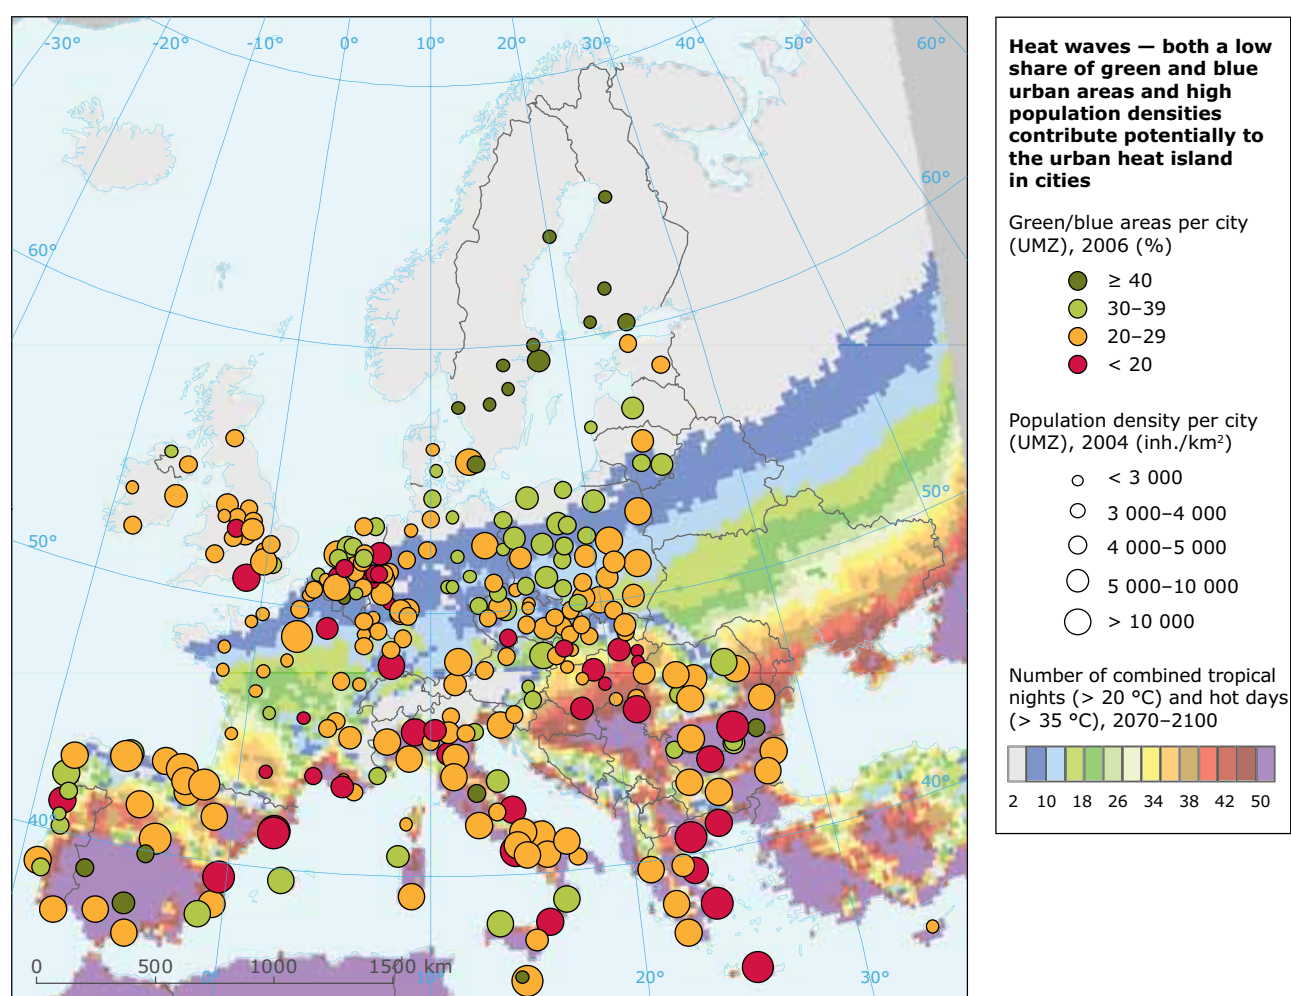 -30°
-20°
-10°
0°
10°
20°
30°
40°
50°
60°
60°
60°
50°
50°
40°
40°
0
500
1000
1500 km
0°
10°
20°
30°
Heat waves — both a low
share of green and blue
urban areas and high
population densities
contribute potentially to
the urban heat island
in cities
Green/blue areas per city
(UMZ), 2006 (%)
≥ 40
30–39
20–29
< 20
Population density per city
(UMZ), 2004 (inh./km²)
< 3 000
3 000–4 000
4 000–5 000
5 000–10 000
> 10 000
Number of combined tropical
nights (> 20 °C) and hot days
(> 35 °C), 2070–2100
2 10 18 26 34 38 42 50